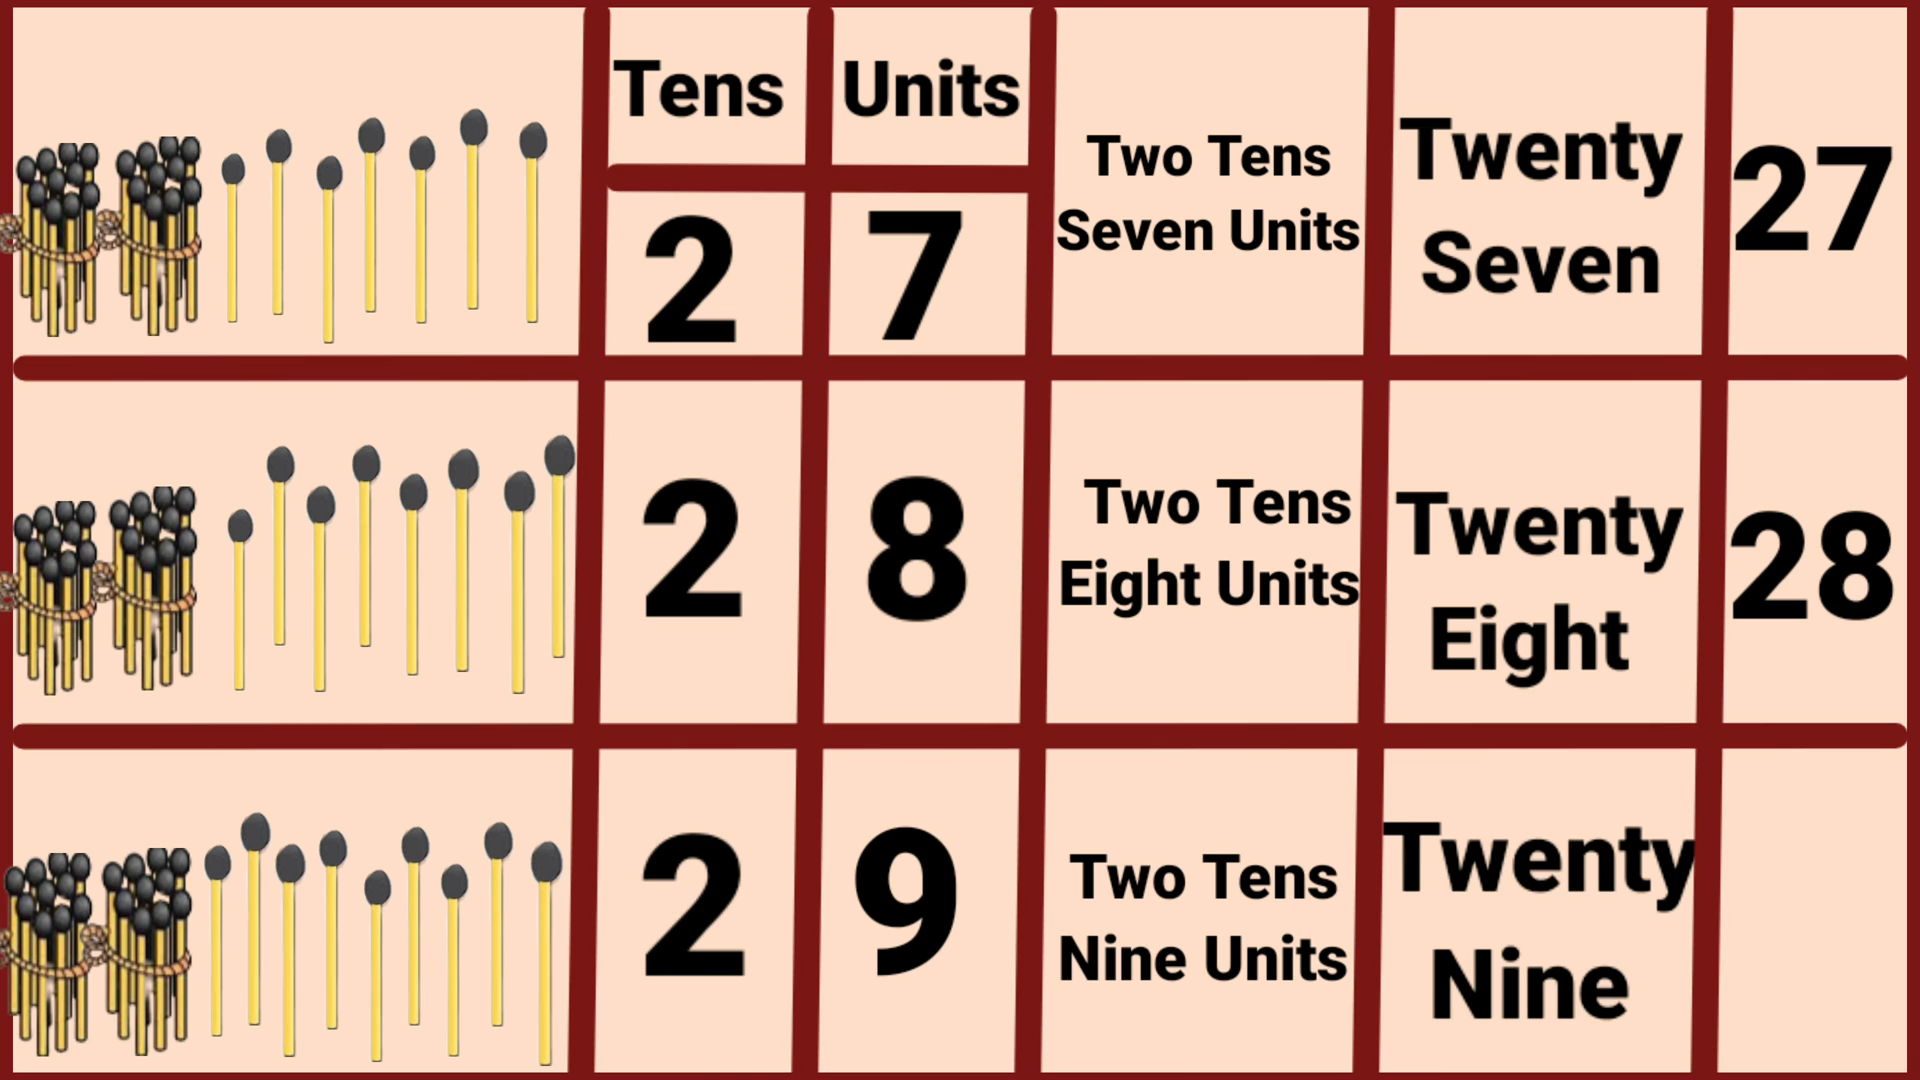 Tens
Units
2
7
Two Tens
Seven Units
Twenty
Seven
27
2
8
Two Tens
Eight Units
Twenty
Eight
28
2
9
Two Tens
Nine Units
Twenty
Nine